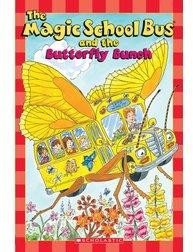 The
Magic School Bus
and the
Butterfly Bunch
SCHOLASTIC